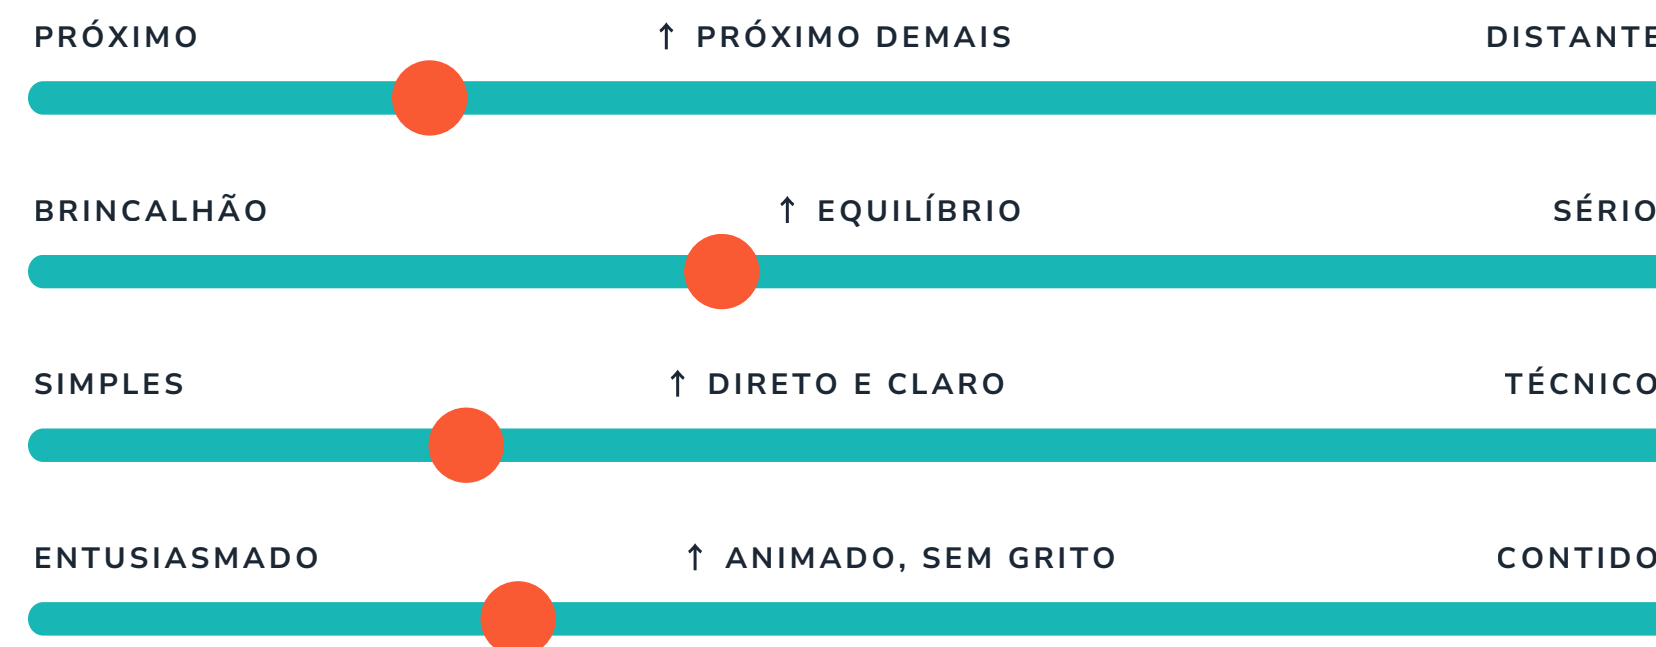 PRÓXIMO ↑ PRÓXIMO DEMAIS DISTANTE
BRINCALHÃO ↑ EQUILÍBRIO SÉRIO
SIMPLES ↑ DIRETO E CLARO TÉCNICO
ENTUSIASMADO ↑ ANIMADO, SEM GRITO CONTIDO